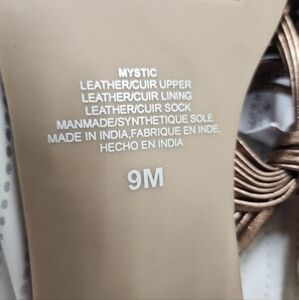 MYSTIC
LEATHER/CUIR UPPER
LEATHER/CUIR LINING
LEATHER/CUIR SOCK
MANMADE/SYNTHETIQUE SOLE
MADE IN INDIA,FABRIQUE EN INDE.
HECHO EN INDIA
9M